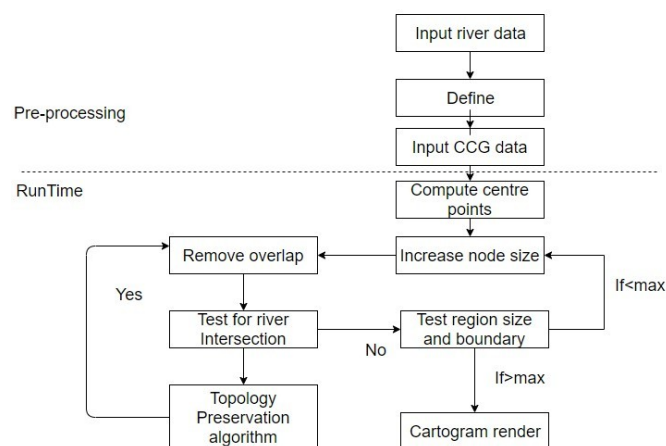 Input river data
Define
Pre-processing
Input CCG data
RunTime
Compute centre
points
Remove overlap
Increase node size
Yes
If<max
Test for river
Intersection
No
Test region size
and boundary
If>max
Topology
Preservation
algorithm
Cartogram render